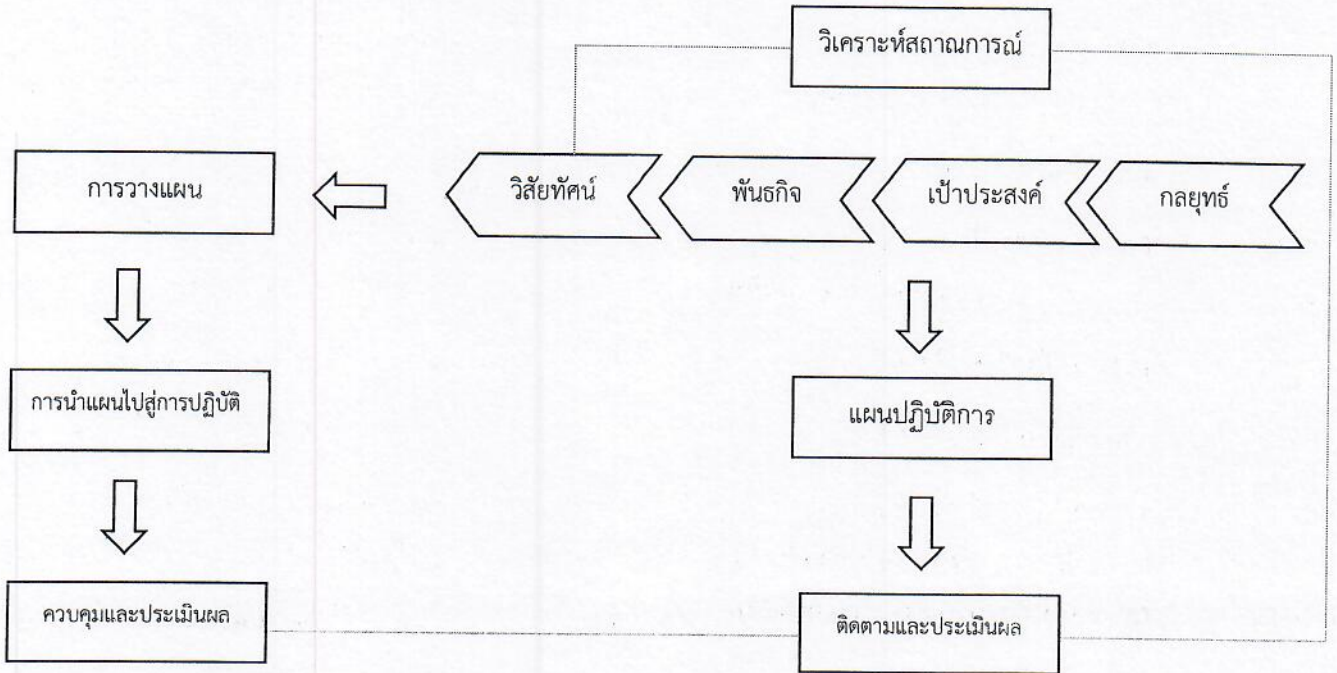 วิเคราะห์สถาณการณ์
การวางแผน
วิสัยทัศน์
พันธกิจ
เป้าประสงค์
กลยุทธ์
การนำแผนไปสู่การปฏิบัติ
แผนปฏิบัติการ
ควบคุมและประเมินผล
ติดตามและประเมินผล